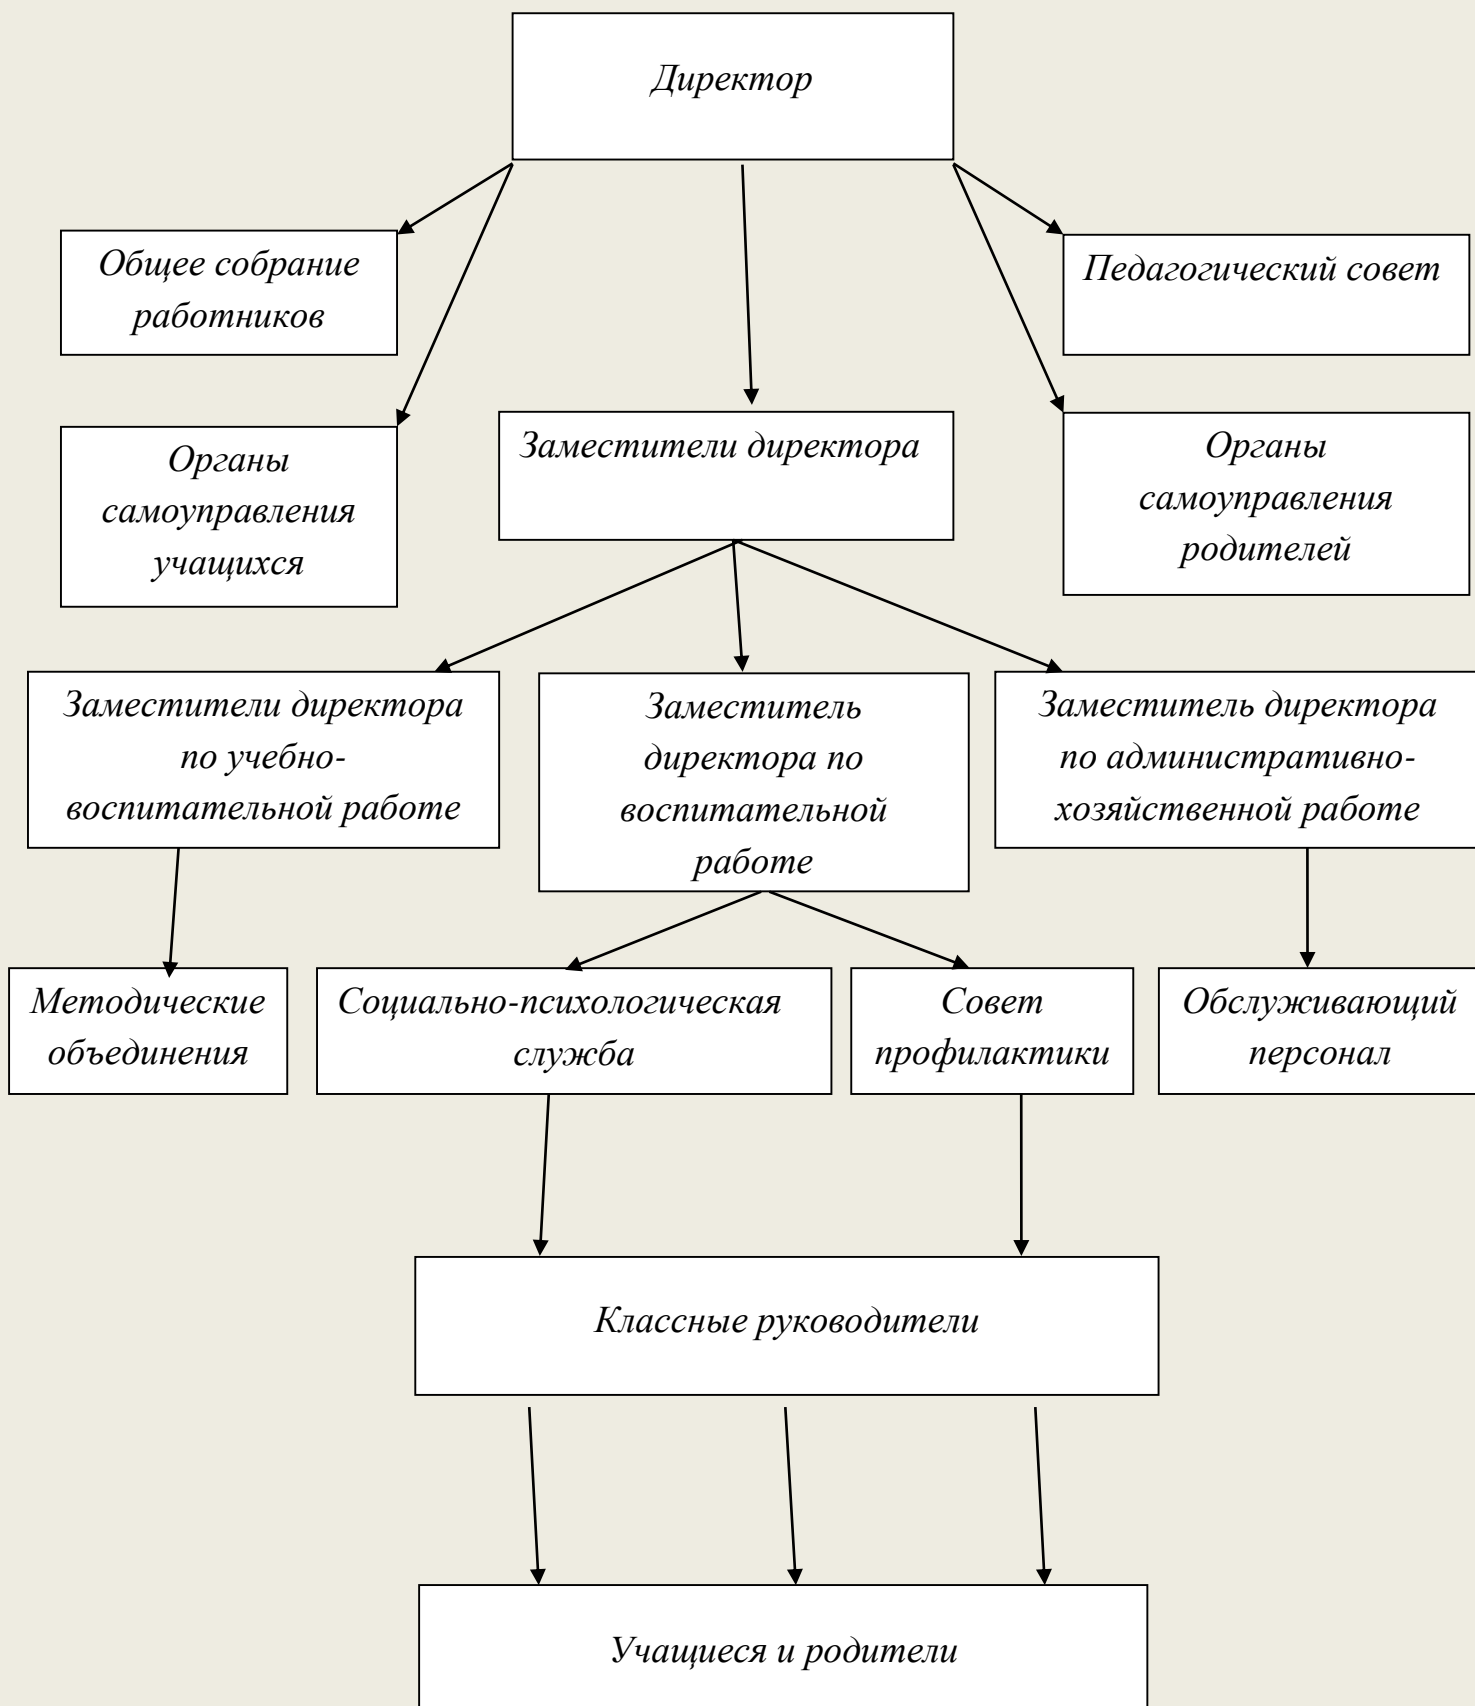 Директор
Общее собрание
работников
Педагогический совет
Органы
самоуправления
учащихся
Заместители директора
Органы
самоуправления
родителей
Заместители директора
по учебно-
воспитательной работе
Заместитель
директора по
воспитательной
работе
Заместитель директора
по административно-
хозяйственной работе
Методические
объединения
Социально-психологическая
служба
Совет
профилактики
Обслуживающий
персонал
Классные руководители
Учащиеся и родители